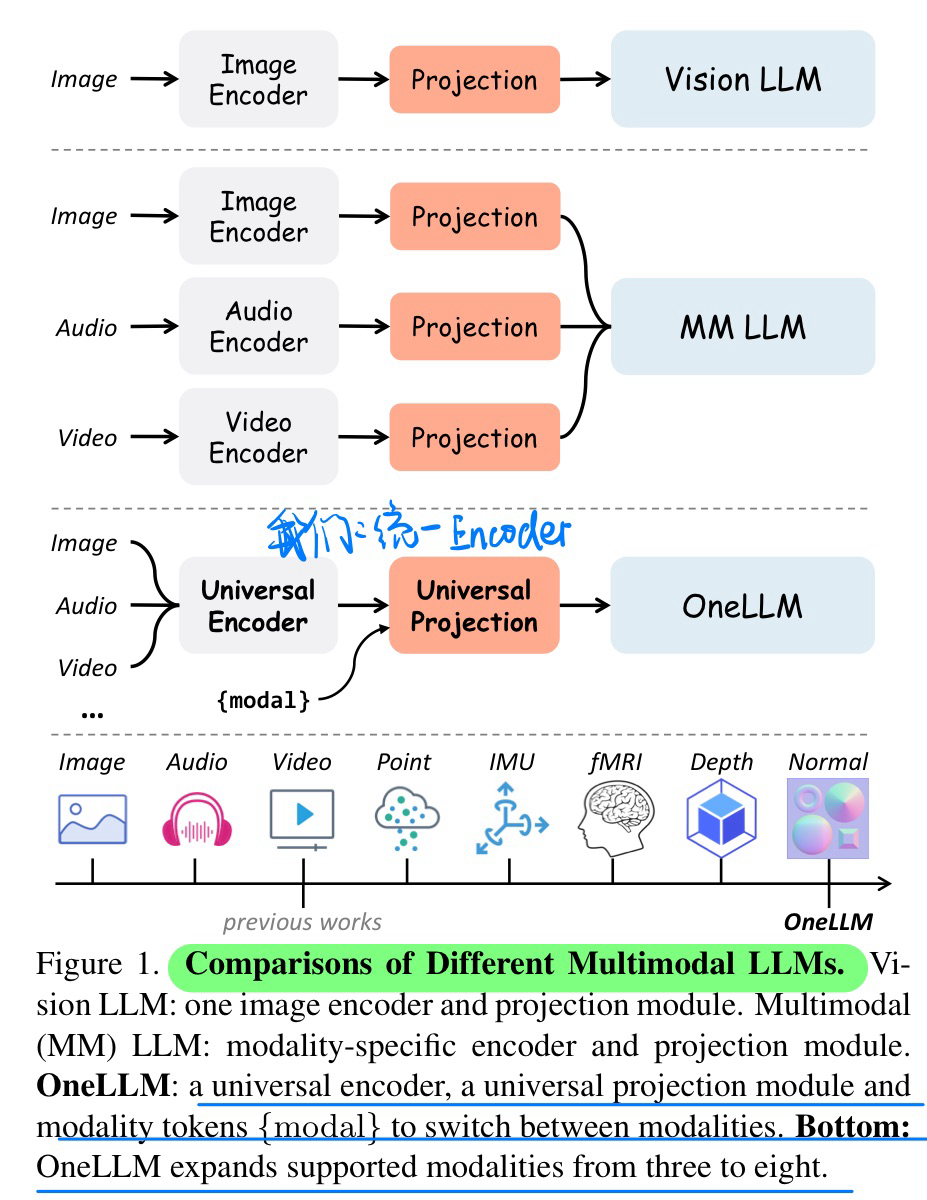 Image
Image Encoder
Projection
Vision LLM
Image
Image Encoder
Projection
Audio
Audio Encoder
Projection
MM LLM
Video
Video Encoder
Projection
我们:统一Encoder
Image
Audio
Video
...
Universal Encoder
Universal Projection
OneLLM
{modal}
Image Audio Video Point IMU fMRI Depth Normal
previous works
OneLLM
Figure 1. Comparisons of Different Multimodal LLMs. Vi-
sion LLM: one image encoder and projection module. Multimodal
(MM) LLM: modality-specific encoder and projection module.
OneLLM: a universal encoder, a universal projection module and
modality tokens {modal} to switch between modalities. Bottom:
OneLLM expands supported modalities from three to eight.